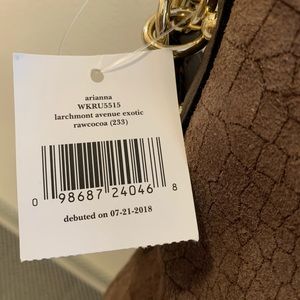 arianna
WKRU5515
larchmont avenue exotic
rawcocoa (233)
0 98687 24046 8
debuted on 07-21-2018